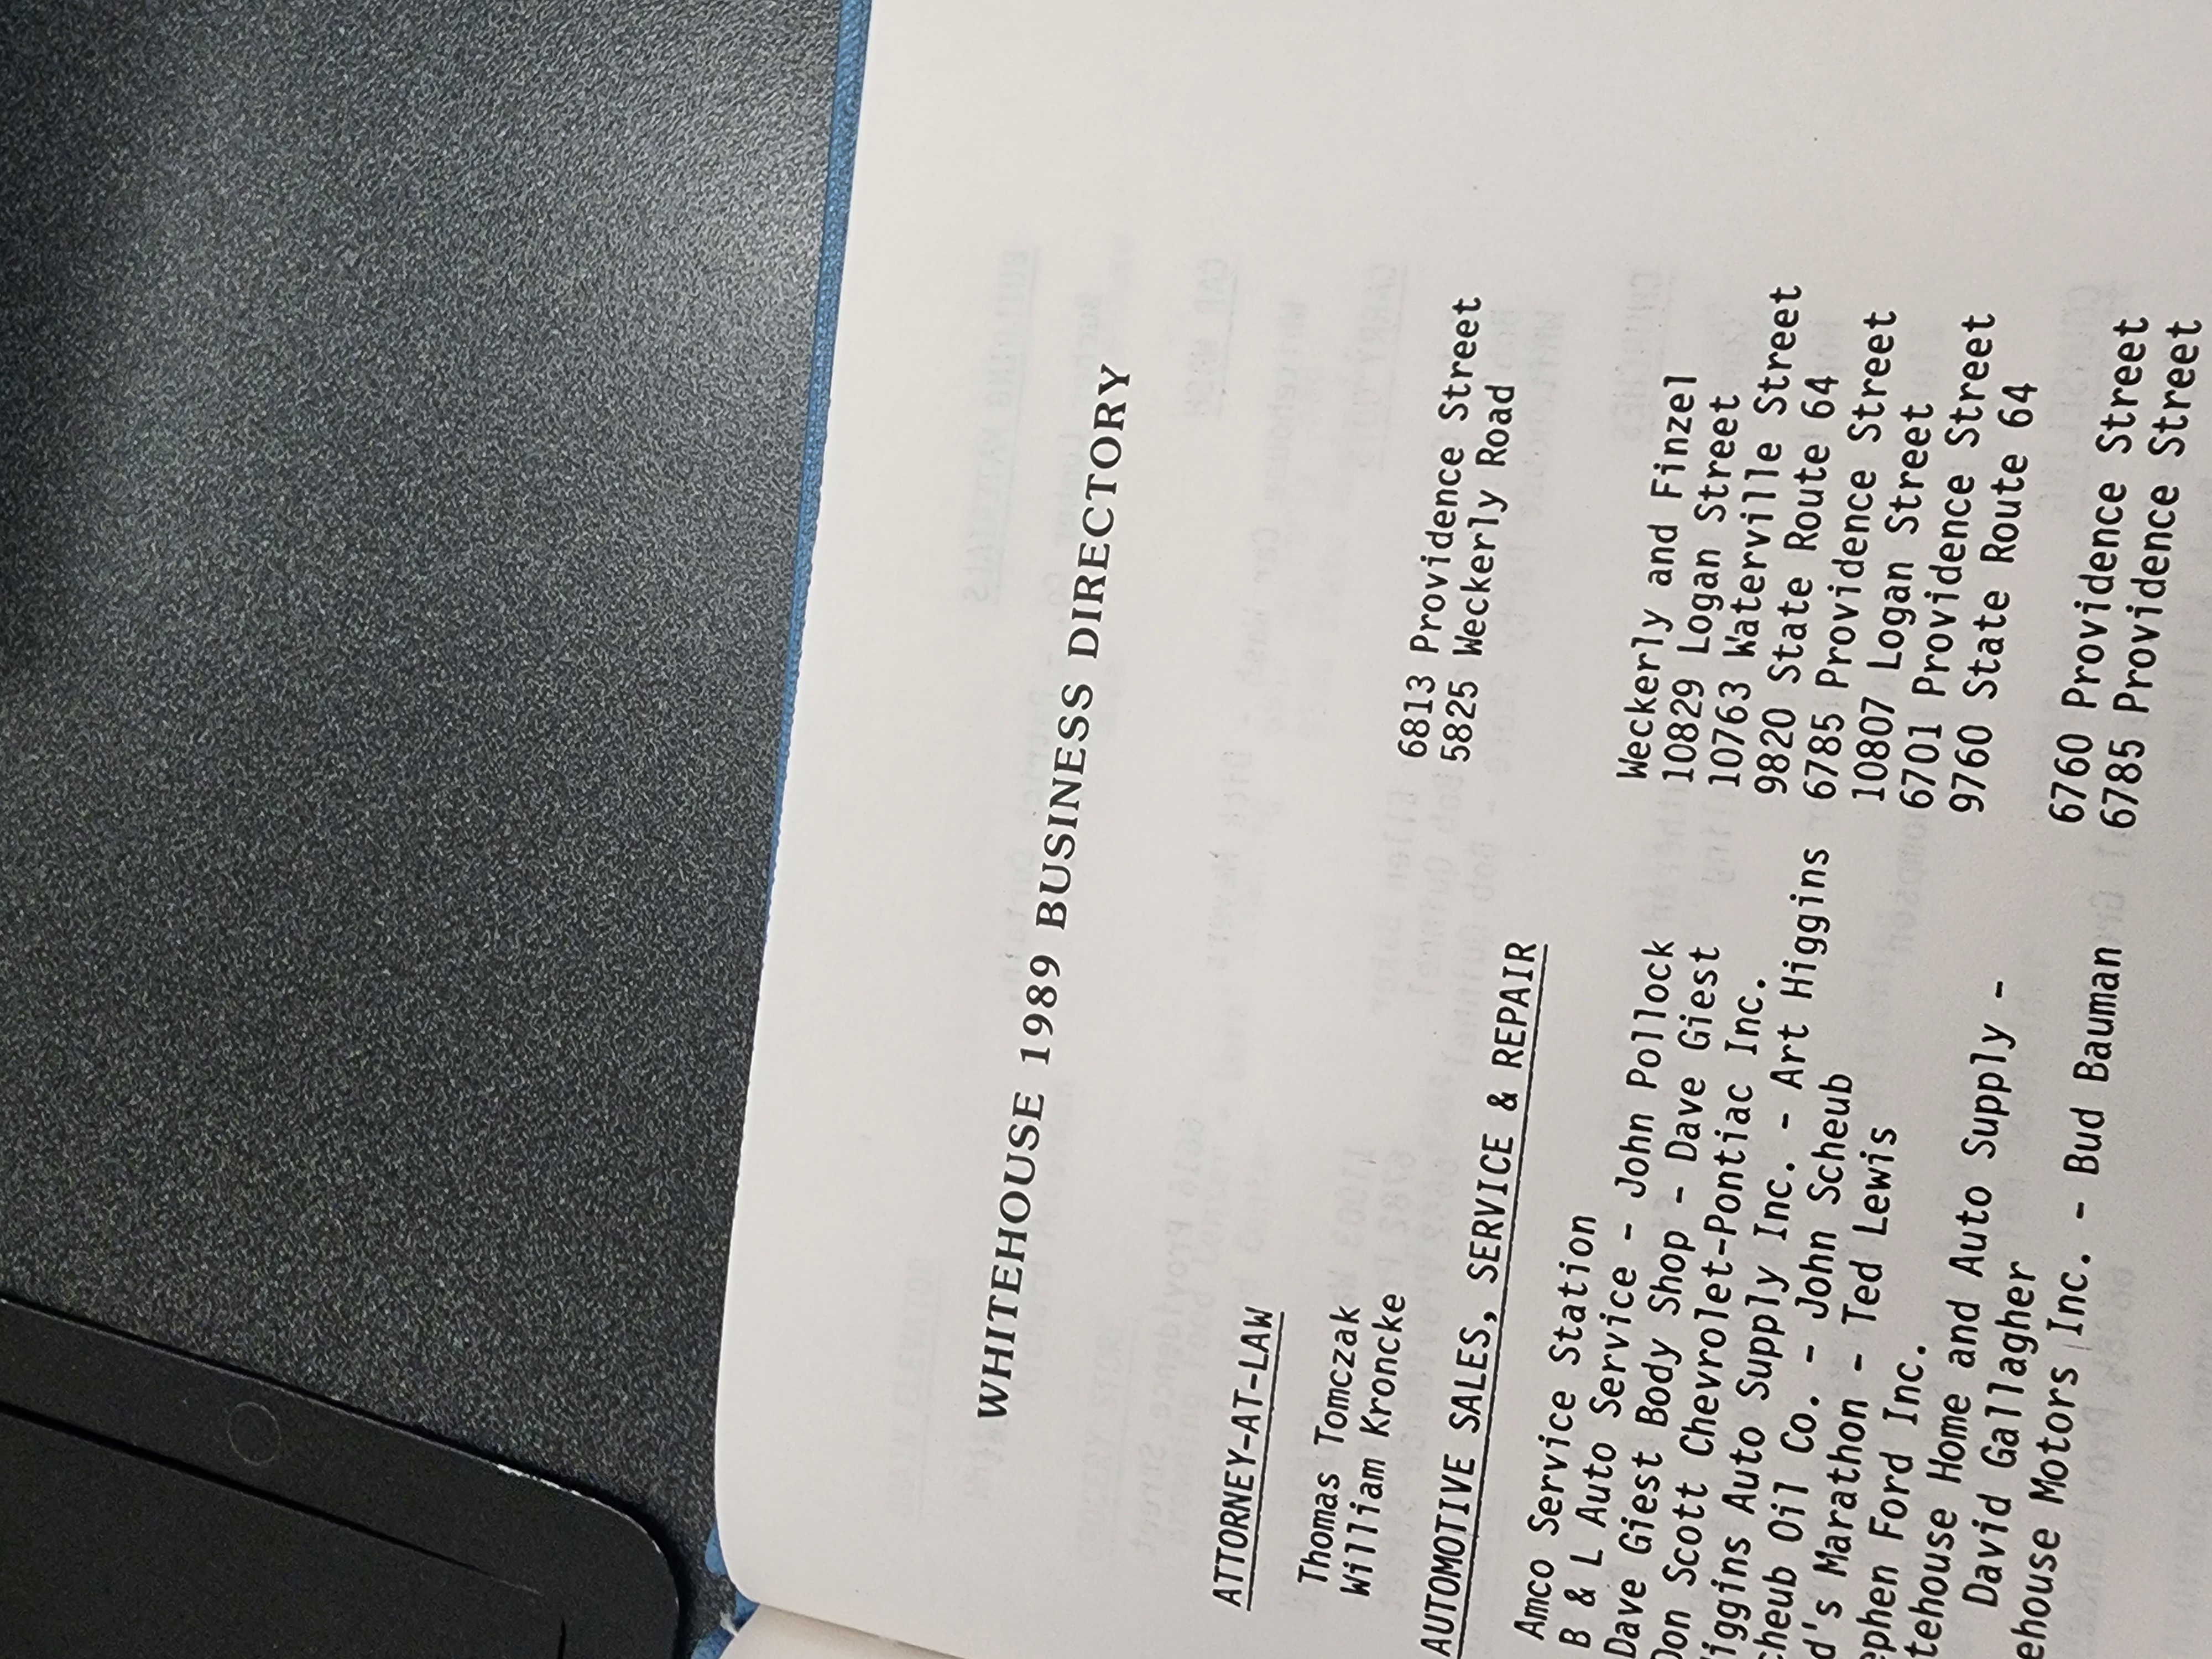 WHITEHOUSE 1989 BUSINESS DIRECTORY
ATTORNEY-AT-LAW
Thomas Tomczak 6813 Providence Street
William Kroncke 5825 Weckerly Road
AUTOMOTIVE SALES, SERVICE & REPAIR
Amco Service Station Weckerly and Finzel
B & L Auto Service - John Pollock 10829 Logan Street
Dave Giest Body Shop - Dave Giest 10763 Waterville Street
Don Scott Chevrolet-Pontiac Inc. 9820 State Route 64
iggins Auto Supply Inc. - Art Higgins 6785 Providence Street
cheub Oil Co. - John Scheub 10807 Logan Street
d's Marathon - Ted Lewis 6701 Providence Street
ephen Ford Inc. 9760 State Route 64
tehouse Home and Auto Supply -
David Gallagher 6760 Providence Street
ehouse Motors Inc. - Bud Bauman 6785 Providence Street